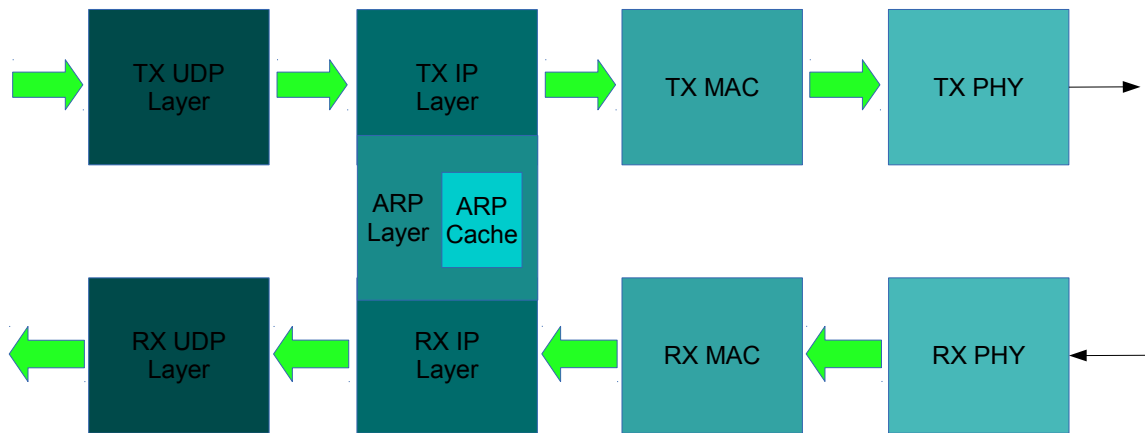 TX UDP
Layer
TX IP
Layer
TX MAC
TX PHY
ARP
Layer
ARP
Cache
RX UDP
Layer
RX IP
Layer
RX MAC
RX PHY